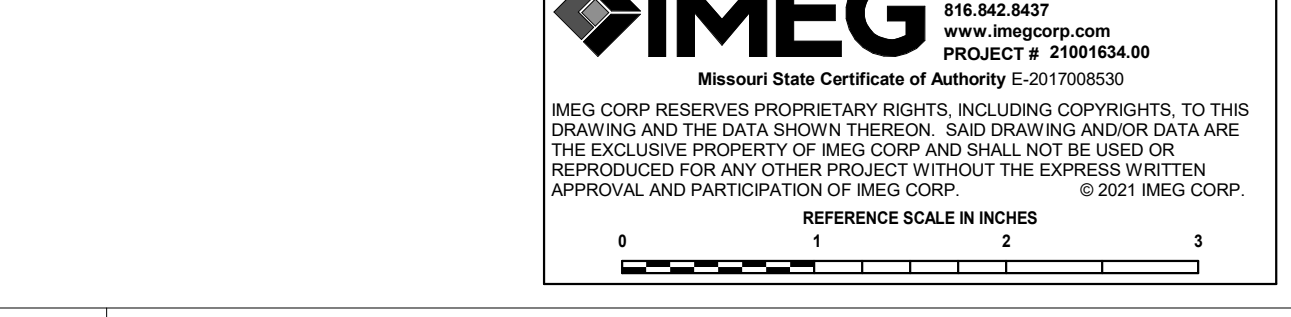 IMEG
816.842.8437
www.imegcorp.com
PROJECT # 21001634.00
Missouri State Certificate of Authority E-2017008530
IMEG CORP RESERVES PROPRIETARY RIGHTS, INCLUDING COPYRIGHTS, TO THIS
DRAWING AND THE DATA SHOWN THEREON. SAID DRAWING AND/OR DATA ARE
THE EXCLUSIVE PROPERTY OF IMEG CORP AND SHALL NOT BE USED OR
REPRODUCED FOR ANY OTHER PROJECT WITHOUT THE EXPRESS WRITTEN
APPROVAL AND PARTICIPATION OF IMEG CORP. © 2021 IMEG CORP.
REFERENCE SCALE IN INCHES
0 1 2 3